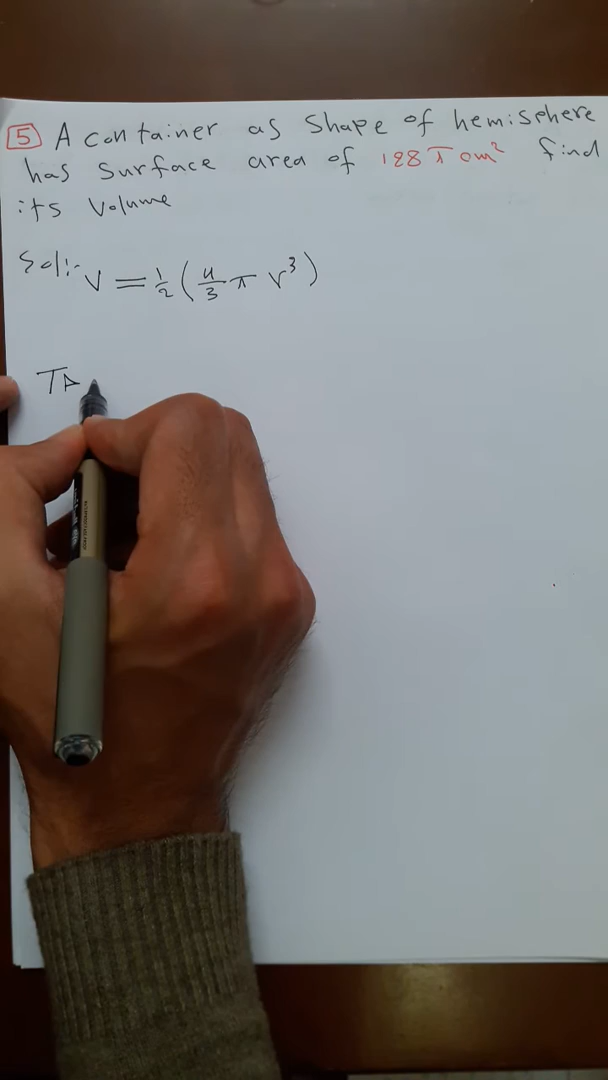 5 A container as shape of hemisphere
has surface area of 128π cm² find
its volume
Sol:- V = 1/2 (4/3 π r³)
TA